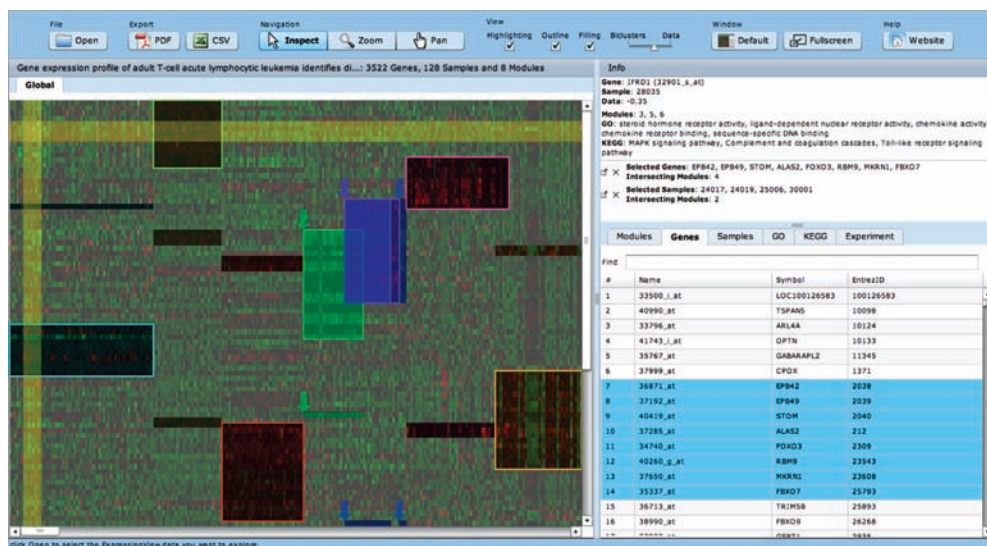 File
Export
Navigation
View
Window
Help
Open
PDF
CSV
Inspect
Zoom
Pan
Highlighting Outline Filling Biclusters Data
Default
Fullscreen
Website
Gene expression profile of adult T-cell acute lymphocytic leukemia identifies di...: 3522 Genes, 128 Samples and 8 Modules
Global
Info
Gene: IFRD1 (32901_s_at)
Sample: 28035
Data: -0.35
Modules: 3, 5, 6
GO: steroid hormone receptor activity, ligand-dependent nuclear receptor activity, chemokine activity,
chemokine receptor binding, sequence-specific DNA binding
KEGG: MAPK signaling pathway, Complement and coagulation cascades, Toll-like receptor signaling
pathway
Selected Genes: EPB42, EPB49, STOM, ALAS2, FOXO3, RBM9, MKRN1, FBXO7
Intersecting Modules: 4
Selected Samples: 24017, 24019, 25006, 30001
Intersecting Modules: 2
Modules Genes Samples GO KEGG Experiment
Find
# Name Symbol EntrezID
1 33500_i_at LOC100126583 100126583
2 40990_at TSPAN5 10098
3 33796_at ARL4A 10124
4 41743_i_at OPTN 10133
5 35767_at GABARAPL2 11345
6 37999_at CPOX 1371
7 36871_at EPB42 2038
8 37192_at EPB49 2039
9 40419_at STOM 2040
10 37285_at ALAS2 212
11 34740_at FOXO3 2309
12 40260_g_at RBM9 23543
13 37650_at MKRN1 23608
14 35337_at FBXO7 25793
15 36713_at TRIM58 25893
16 38990_at FBXO9 26268
click Open to select the ExpressionView data you want to explore.